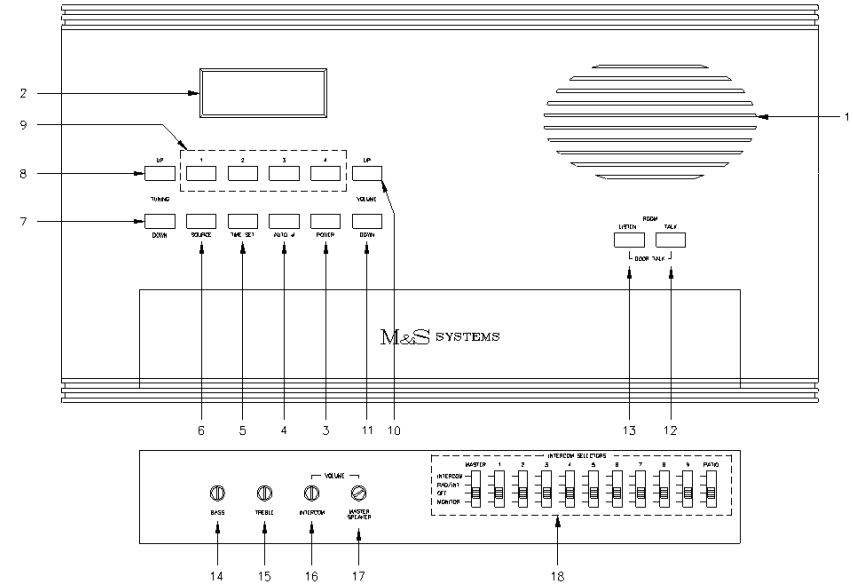 2
1
9
1 2 3 4
UP UP
8
TUNING VOLUME
7
DOWN SOURCE TIME SET AUTO # POWER DOWN
ROOM
LISTEN TALK
DOOR TALK
M&S SYSTEMS
6 5 4 3 11 10 13 12
INTERCOM SELECTORS
MASTER 1 2 3 4 5 6 7 8 9 PATIO
INTERCOM
RAD/INT
OFF
MONITOR
VOLUME
BASS TREBLE INTERCOM MASTER SPEAKER
14 15 16 17 18